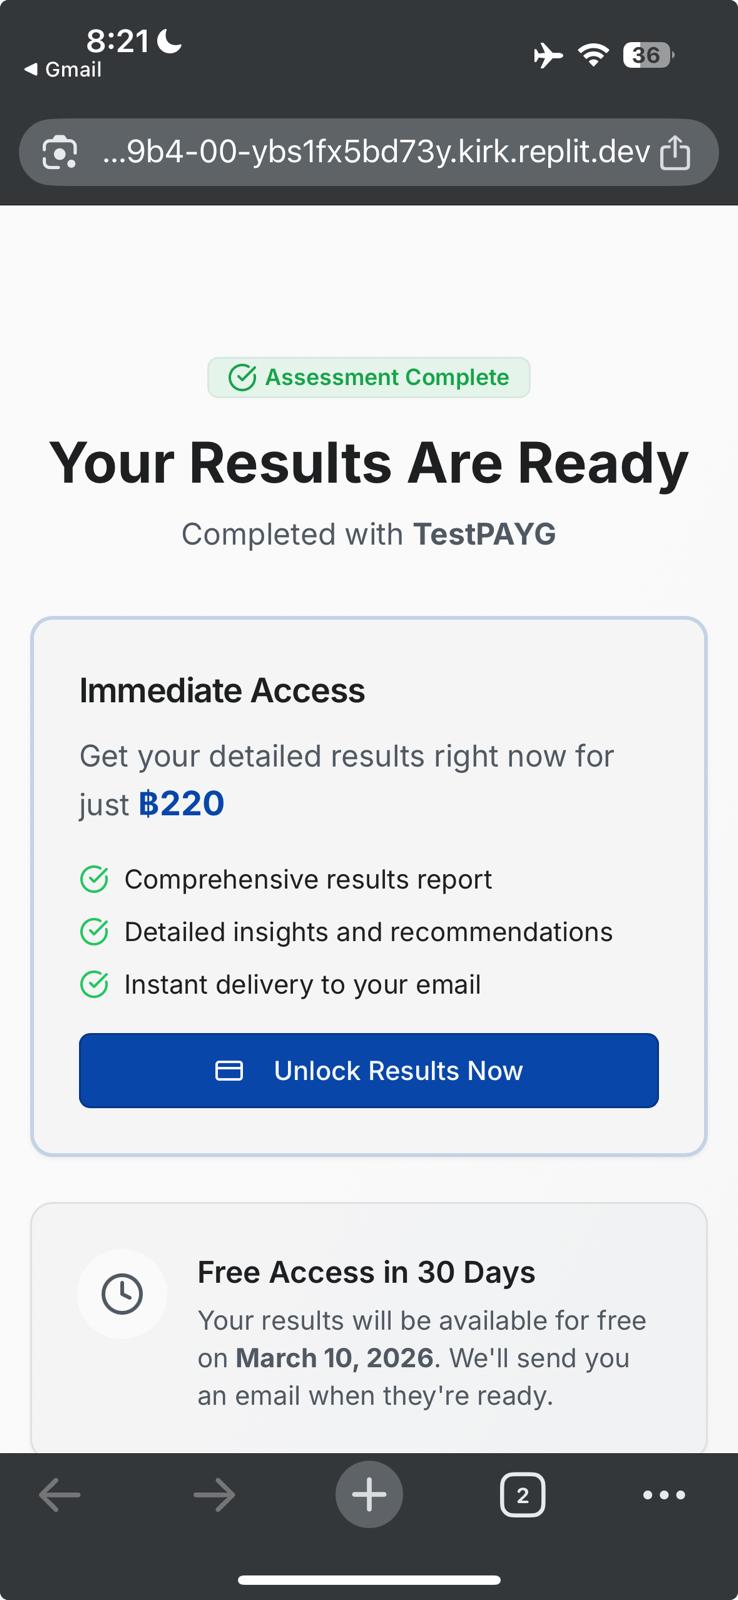 8:21
Gmail
36
...9b4-00-ybs1fx5bd73y.kirk.replit.dev
Assessment Complete
Your Results Are Ready
Completed with TestPAYG
Immediate Access
Get your detailed results right now for
just ฿220
Comprehensive results report
Detailed insights and recommendations
Instant delivery to your email
Unlock Results Now
Free Access in 30 Days
Your results will be available for free
on March 10, 2026. We'll send you
an email when they're ready.
2